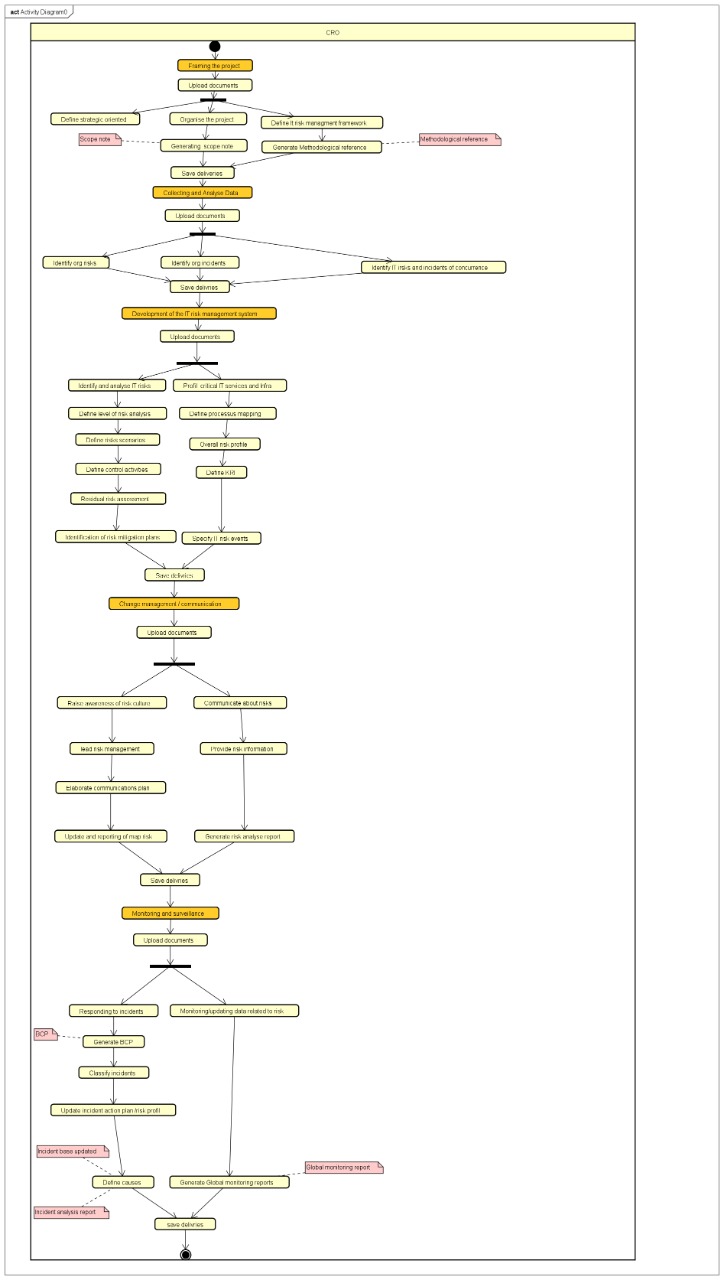 act Activity Diagram0
CRO
Framing the project
Upload documents
Define strategic oriented
Organise the project
Define It risk managment framework
Scope note
Generating scope note
Generate Methodological reference
Methodological reference
Save deliveries
Collecting and Analyse Data
Upload documents
Identify org risks
Identify org incidents
Identify IT irsks and incidents of concurrence
Save delivries
Development of the IT risk management system
Upload documents
Identify and analyse IT risks
Profil critical IT services and infra
Define level of risk analysis
Define processus mapping
Define risks scenarios
Overall risk profile
Define control activities
Define KRI
Residual risk assessment
Identification of risk mitigation plans
Specify IT risk events
Save delivries
Change management / communication
Upload documents
Raise awareness of risk culture
Communicate about risks
lead risk management
Provide risk information
Elaborate communications plan
Update and reporting of map risk
Generate risk analyse report
Save delivries
Monitoring and surveillance
Upload documents
Responding to incidents
Monitoring/updating data related to risk
BCP
Generate BCP
Classify incidents
Update incident action plan /risk profil
Incident base updated
Global monitoring report
Define causes
Generate Global monitoring reports
Incident analysis report
save delivries